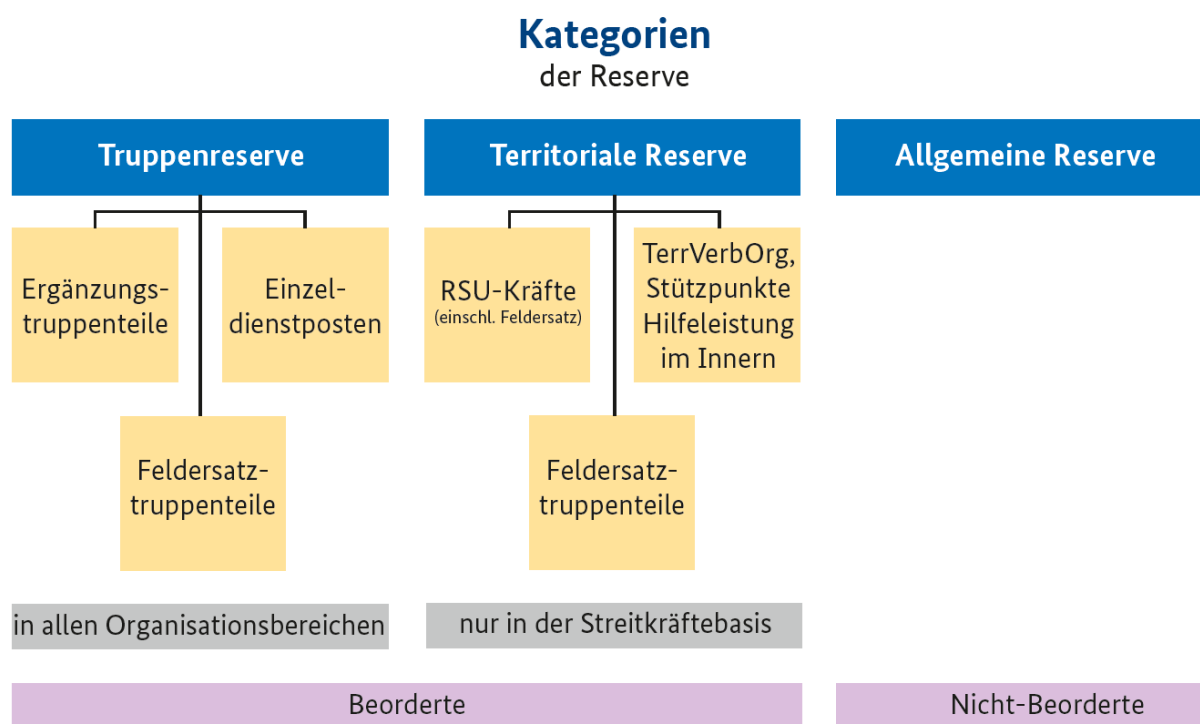 Kategorien
der Reserve
Truppenreserve
Territoriale Reserve
Allgemeine Reserve
Ergänzungs-
truppenteile
Einzel-
dienstposten
RSU-Kräfte
(einschl. Feldersatz)
TerrVerbOrg,
Stützpunkte
Hilfeleistung
im Innern
Feldersatz-
truppenteile
Feldersatz-
truppenteile
in allen Organisationsbereichen
nur in der Streitkräftebasis
Beorderte
Nicht-Beorderte